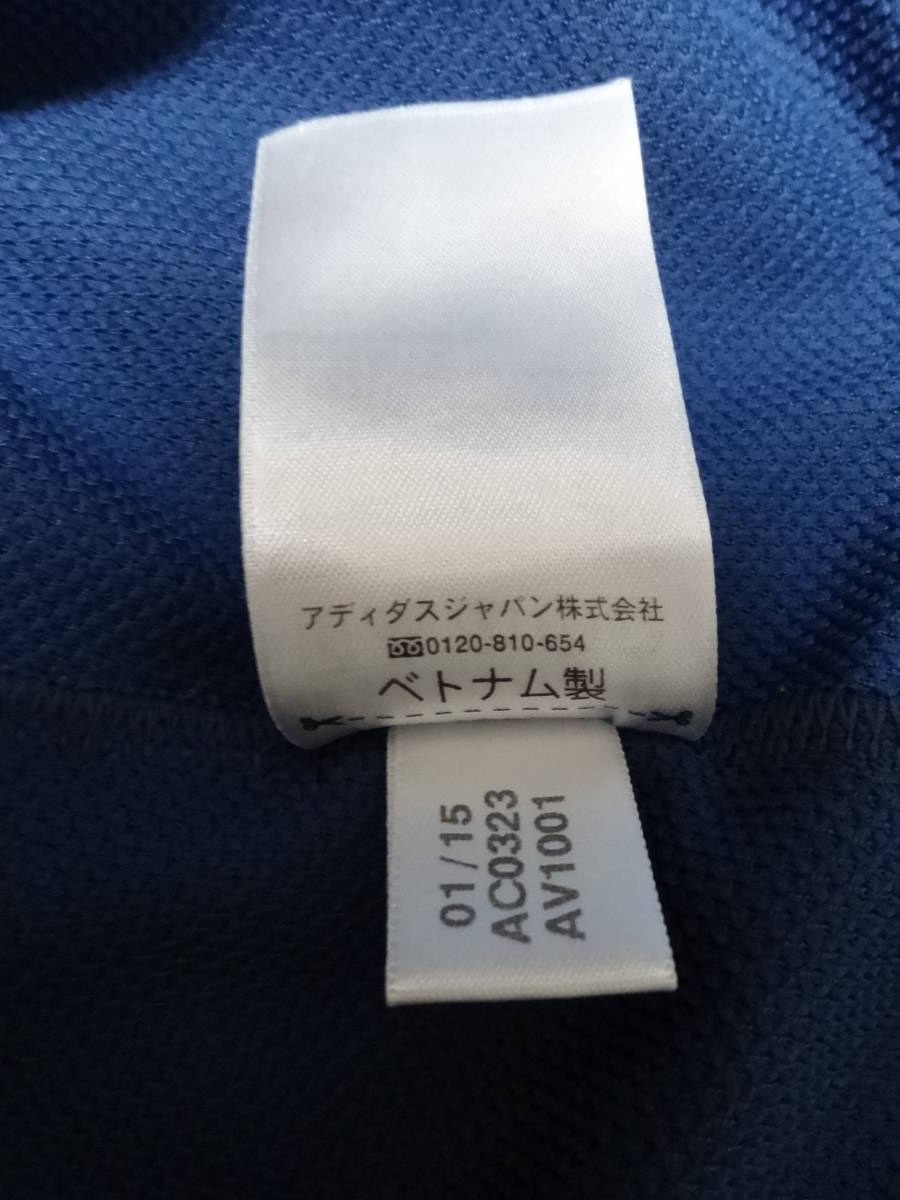 アディダスジャパン株式会社
0120-810-654
ベトナム製
01/15
AC0323
AV1001